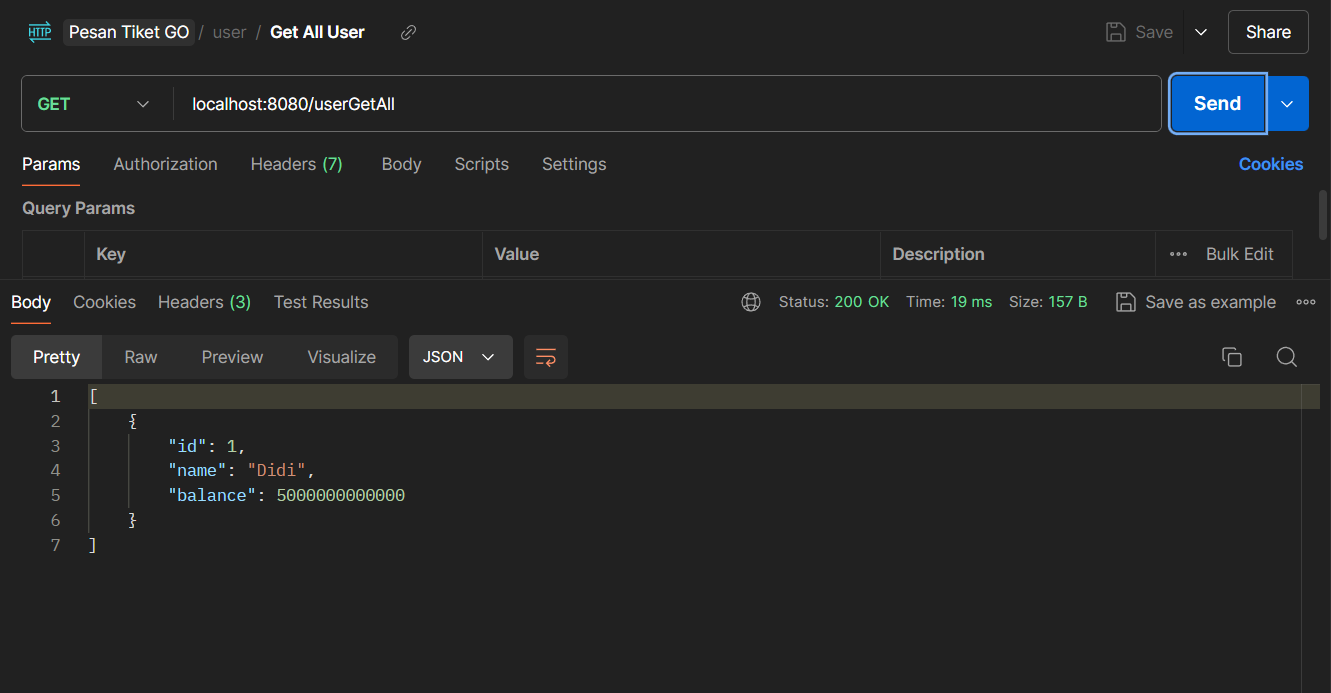 HTTP Pesan Tiket GO / user / Get All User Save Share
GET localhost:8080/userGetAll Send
Params Authorization Headers (7) Body Scripts Settings Cookies
Query Params
Key Value Description Bulk Edit
Body Cookies Headers (3) Test Results Status: 200 OK Time: 19 ms Size: 157 B Save as example
Pretty Raw Preview Visualize JSON
1 [
2 {
3 "id": 1,
4 "name": "Didi",
5 "balance": 5000000000000
6 }
7 ]